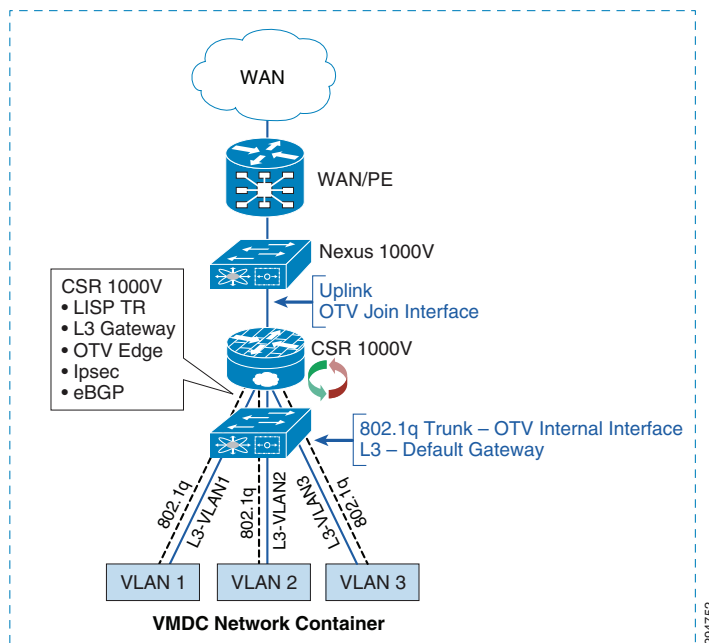 WAN
WAN/PE
Nexus 1000V
CSR 1000V
• LISP TR
• L3 Gateway
• OTV Edge
• Ipsec
• eBGP
Uplink
OTV Join Interface
CSR 1000V
802.1q Trunk – OTV Internal Interface
L3 – Default Gateway
802.1q
L3-VLAN1
802.1q
L3-VLAN2
L3-VLAN3
802.1q
VLAN 1
VLAN 2
VLAN 3
VMDC Network Container